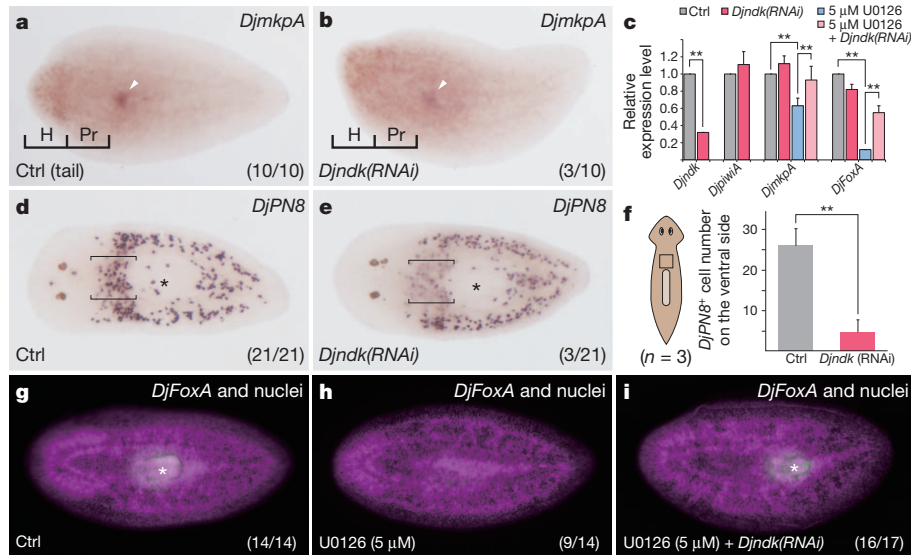 a
DjmkpA
H Pr
Ctrl (tail)
(10/10)
b
DjmkpA
H Pr
Djndk(RNAi)
(3/10)
c
Ctrl
Djndk(RNAi)
5 µM U0126
5 µM U0126
+ Djndk(RNAi)
Relative
expression level
1.4
1.2
1.0
0.8
0.6
0.4
0.2
**
**
**
**
**
Djndk
DjpiwiA
DjmkpA
DjFoxA
d
DjPN8
*
Ctrl
(21/21)
e
DjPN8
*
Djndk(RNAi)
(3/21)
f
(n = 3)
DjPN8+ cell number
on the ventral side
30
20
10
**
Ctrl
Djndk (RNAi)
g
DjFoxA and nuclei
*
Ctrl
(14/14)
h
DjFoxA and nuclei
U0126 (5 µM)
(9/14)
i
DjFoxA and nuclei
*
U0126 (5 µM) + Djndk(RNAi)
(16/17)